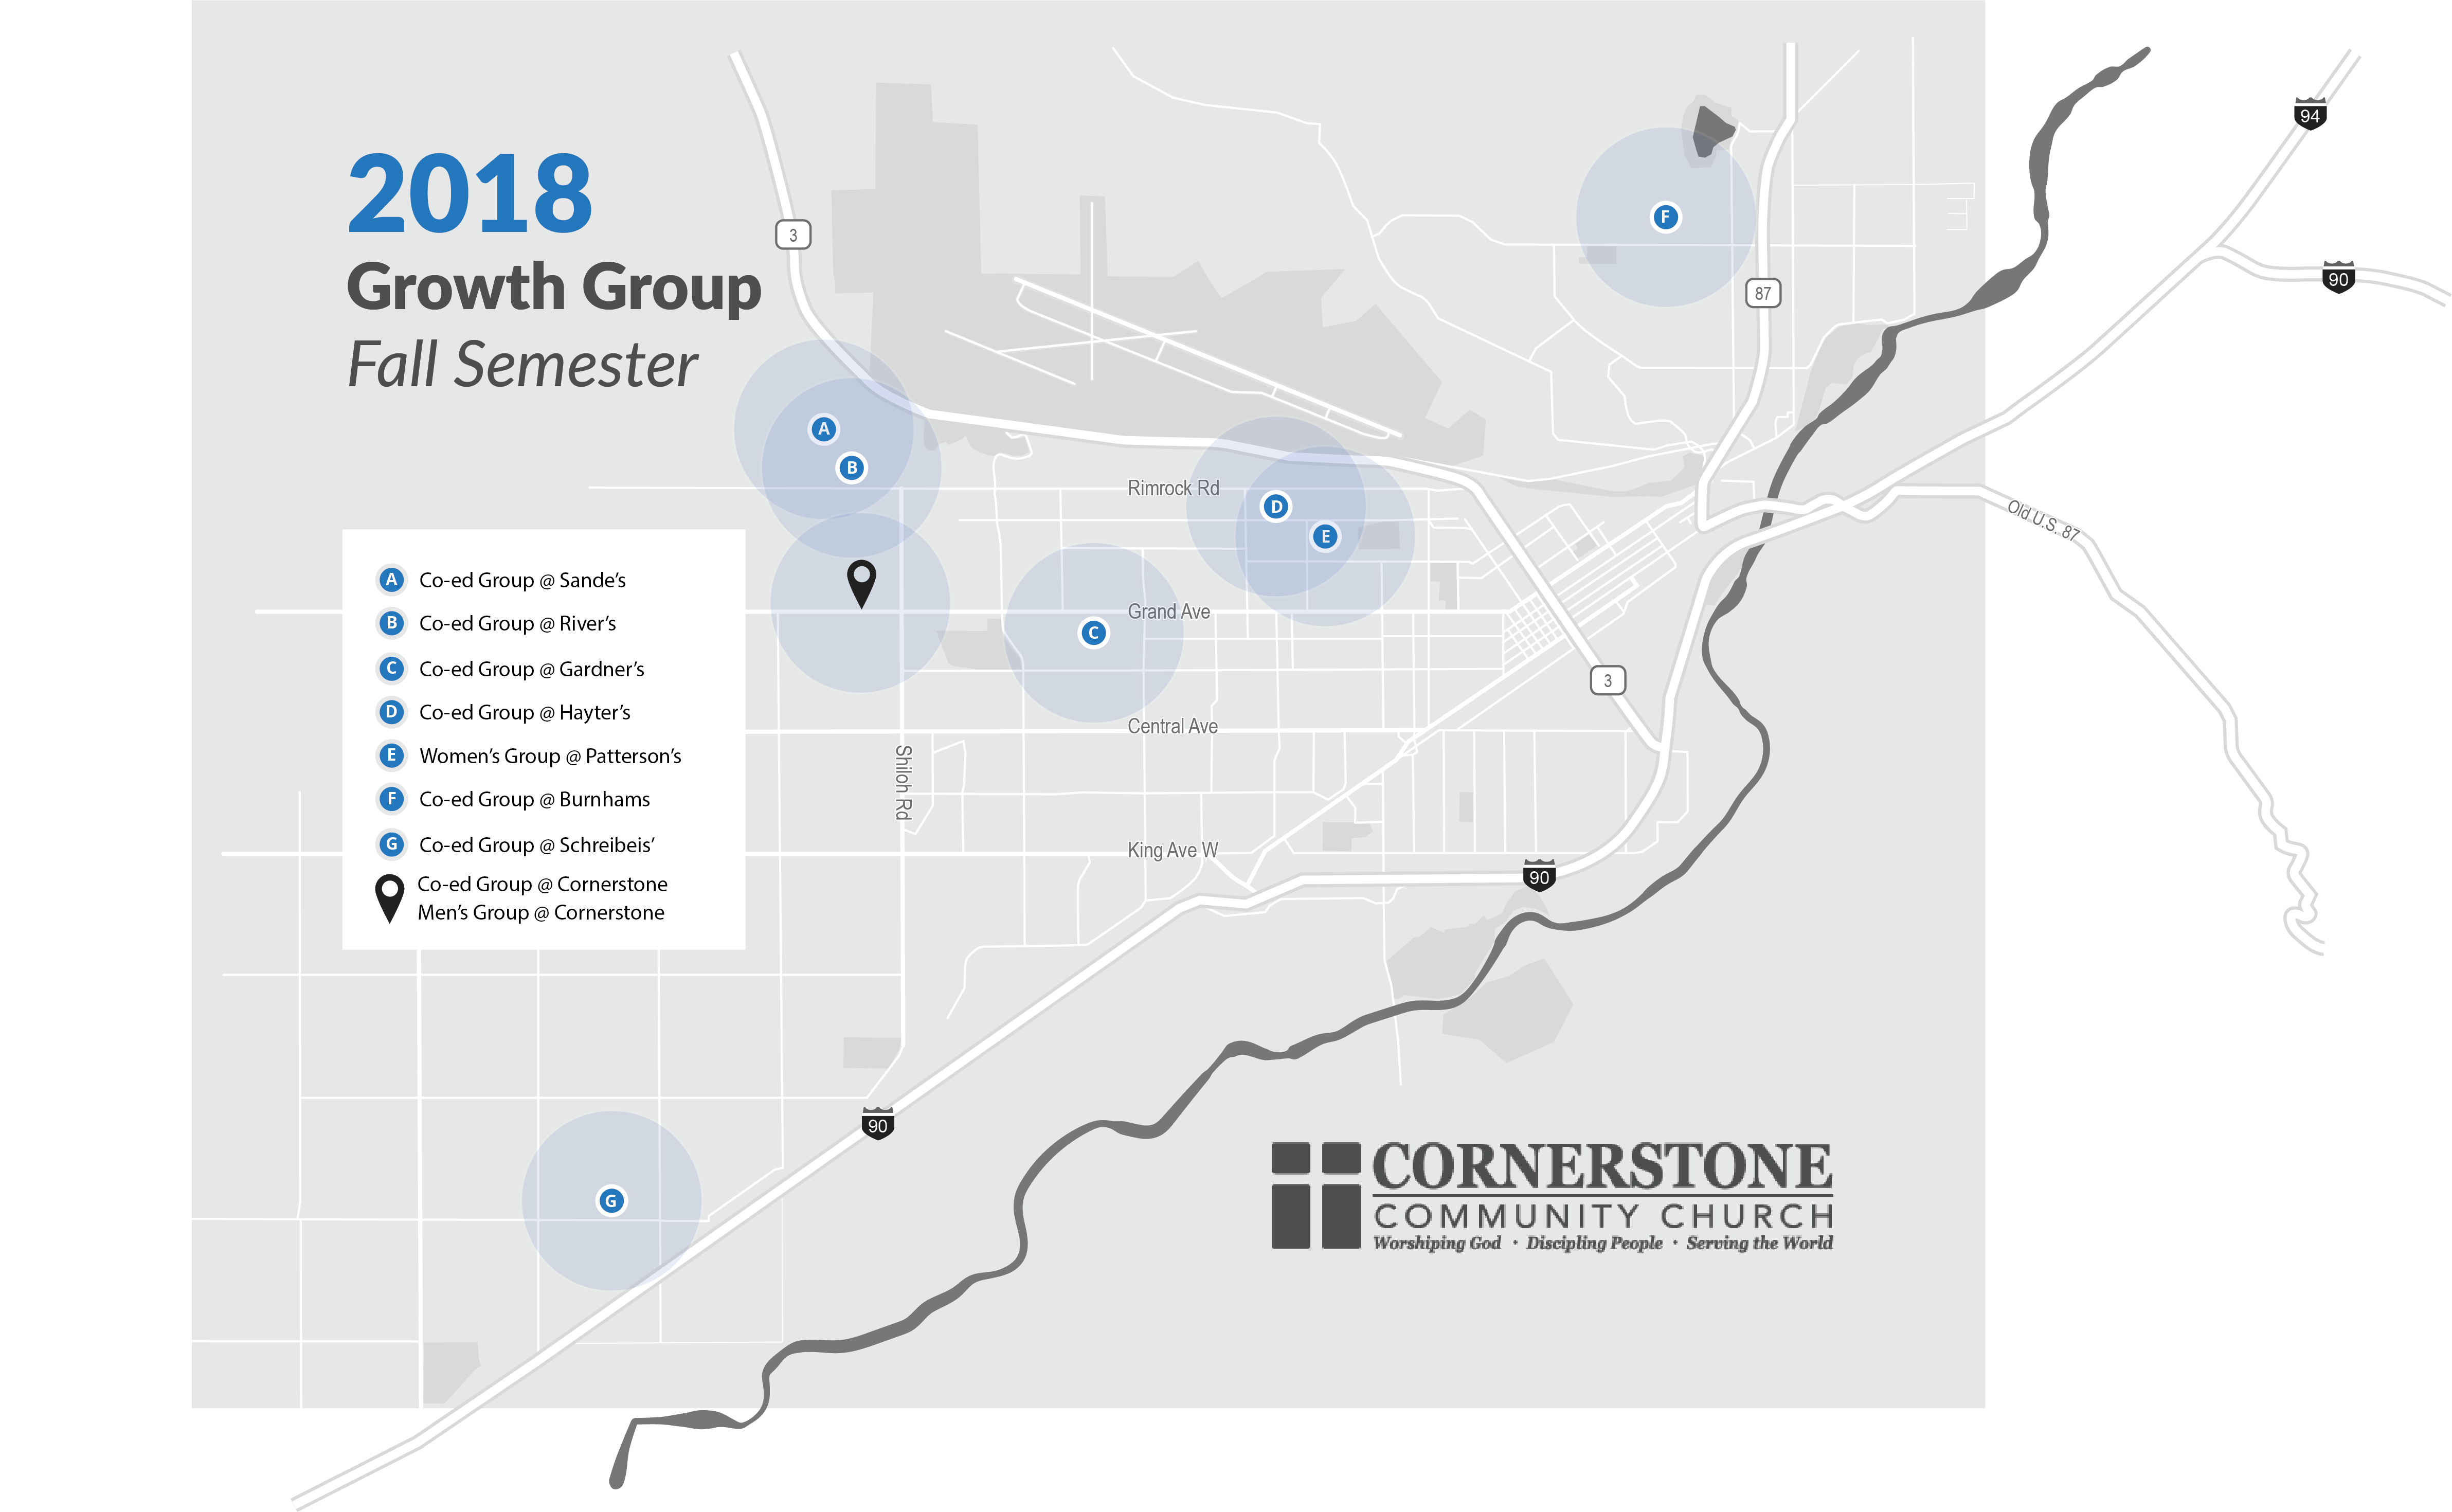 2018
Growth Group
Fall Semester
A Co-ed Group @ Sande's
B Co-ed Group @ River's
C Co-ed Group @ Gardner's
D Co-ed Group @ Hayter's
E Women's Group @ Patterson's
F Co-ed Group @ Burnhams
G Co-ed Group @ Schreibeis'
Co-ed Group @ Cornerstone
Men's Group @ Cornerstone
94
F
3
90
87
A
B
Rimrock Rd
D
Old U.S. 87
E
Grand Ave
C
3
Central Ave
Shiloh Rd
King Ave W
90
90
G
CORNERSTONE
COMMUNITY CHURCH
Worshiping God • Discipling People • Serving the World